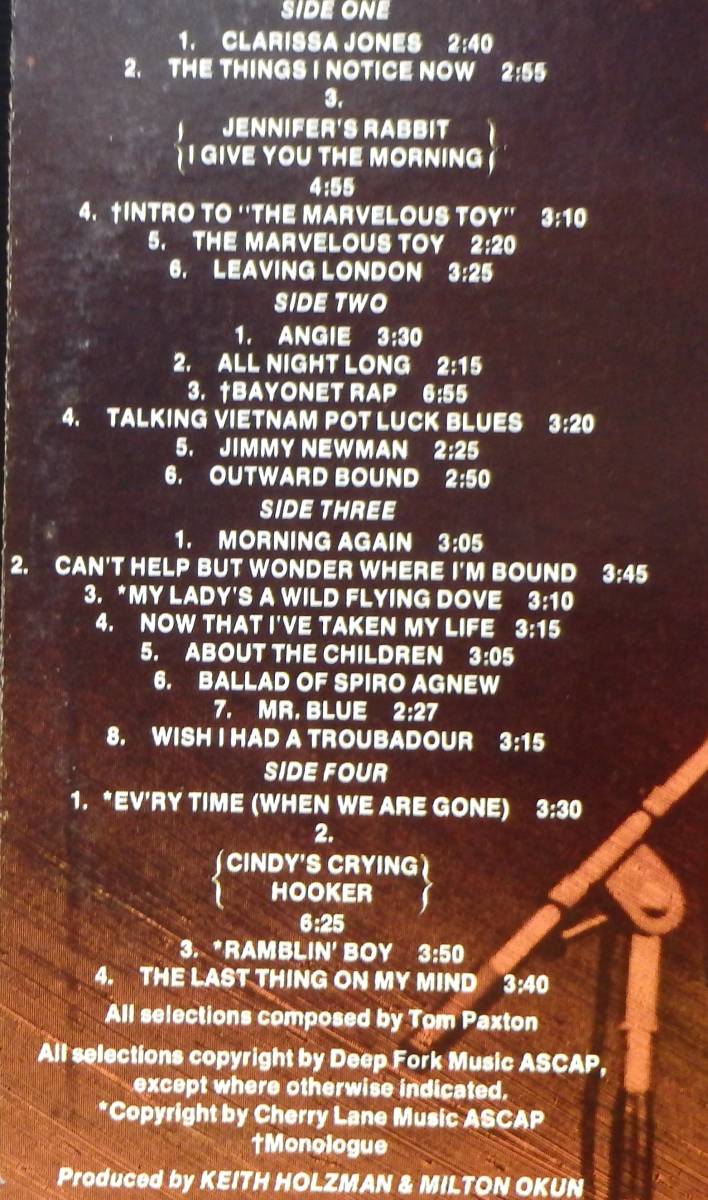 SIDE ONE
1. CLARISSA JONES 2:40
2. THE THINGS I NOTICE NOW 2:55
3.
{ JENNIFER'S RABBIT }
{ I GIVE YOU THE MORNING }
4:55
4. †INTRO TO "THE MARVELOUS TOY" 3:10
5. THE MARVELOUS TOY 2:20
6. LEAVING LONDON 3:25
SIDE TWO
1. ANGIE 3:30
2. ALL NIGHT LONG 2:15
3. †BAYONET RAP 6:55
4. TALKING VIETNAM POT LUCK BLUES 3:20
5. JIMMY NEWMAN 2:25
6. OUTWARD BOUND 2:50
SIDE THREE
1. MORNING AGAIN 3:05
2. CAN'T HELP BUT WONDER WHERE I'M BOUND 3:45
3. *MY LADY'S A WILD FLYING DOVE 3:10
4. NOW THAT I'VE TAKEN MY LIFE 3:15
5. ABOUT THE CHILDREN 3:05
6. BALLAD OF SPIRO AGNEW
7. MR. BLUE 2:27
8. WISH I HAD A TROUBADOUR 3:15
SIDE FOUR
1. *EV'RY TIME (WHEN WE ARE GONE) 3:30
2.
{ CINDY'S CRYING }
{ HOOKER }
6:25
3. *RAMBLIN' BOY 3:50
4. THE LAST THING ON MY MIND 3:40
All selections composed by Tom Paxton
All selections copyright by Deep Fork Music ASCAP,
except where otherwise indicated.
*Copyright by Cherry Lane Music ASCAP
†Monologue
Produced by KEITH HOLZMAN & MILTON OKUN